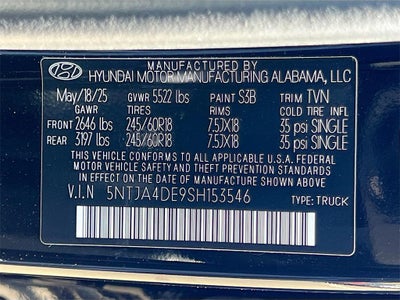 MANUFACTURED BY
HYUNDAI MOTOR MANUFACTURING ALABAMA, LLC
May/18/25 GVWR 5522 lbs PAINT S3B TRIM TVN
GAWR TIRES RIMS COLD TIRE INFL
FRONT 2646 lbs 245/60R18 7.5JX18 35 psi SINGLE
REAR 3197 lbs 245/60R18 7.5JX18 35 psi SINGLE
THIS VEHICLE CONFORMS TO ALL APPLICABLE U.S.A. FEDERAL
MOTOR VEHICLE SAFETY AND THEFT PREVENTION STANDARDS
IN EFFECT ON THE DATE OF MANUFACTURE SHOWN ABOVE.
V.I.N 5NTJA4DE9SH153546
TYPE: TRUCK